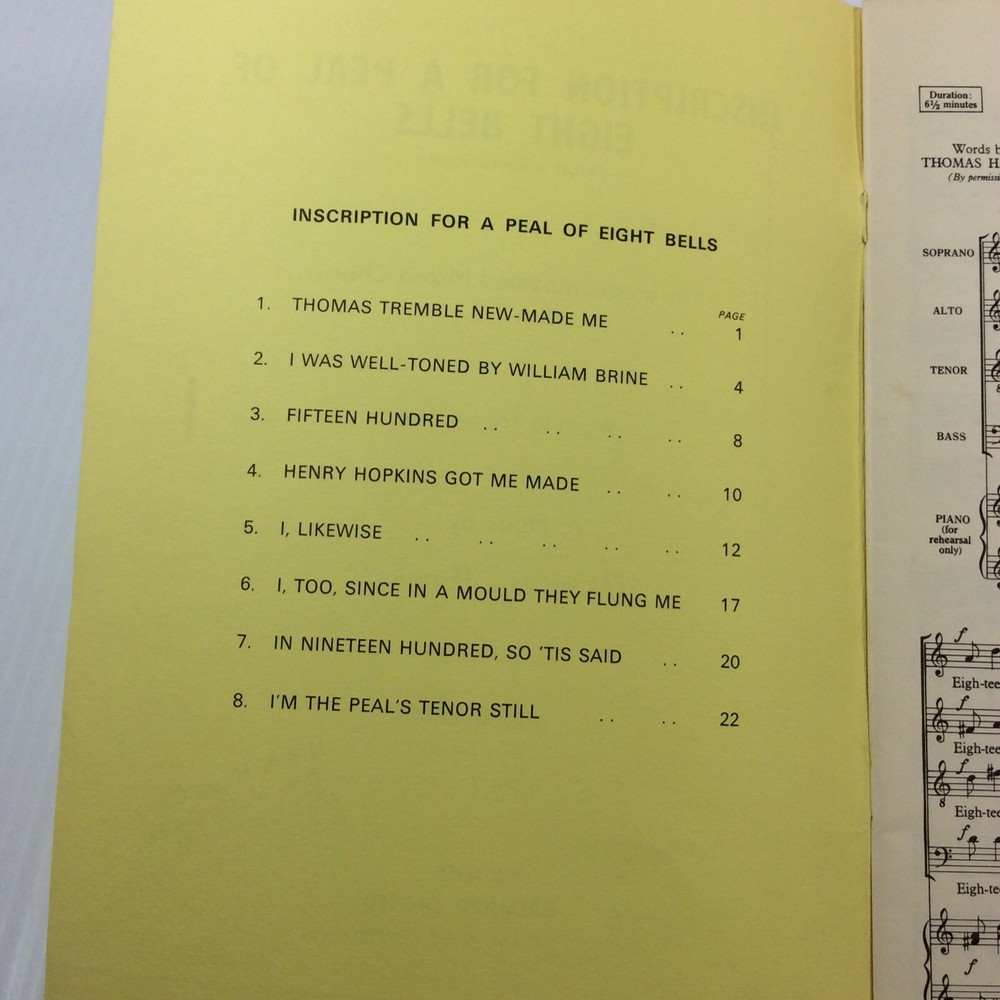 INSCRIPTION FOR A PEAL OF EIGHT BELLS
PAGE
1. THOMAS TREMBLE NEW-MADE ME .. 1
2. I WAS WELL-TONED BY WILLIAM BRINE .. 4
3. FIFTEEN HUNDRED .. .. .. .. 8
4. HENRY HOPKINS GOT ME MADE .. .. 10
5. I, LIKEWISE .. .. .. .. .. 12
6. I, TOO, SINCE IN A MOULD THEY FLUNG ME 17
7. IN NINETEEN HUNDRED, SO 'TIS SAID .. 20
8. I'M THE PEAL'S TENOR STILL .. .. 22
Duration:
6½ minutes
Words
THOMAS
(By
SOPRANO
ALTO
TENOR
BASS
PIANO
(for
rehearsal
only)
f
Eigh-tee
f
Eigh-tee
f
8
Eigh-tee
f
Eigh-te
f